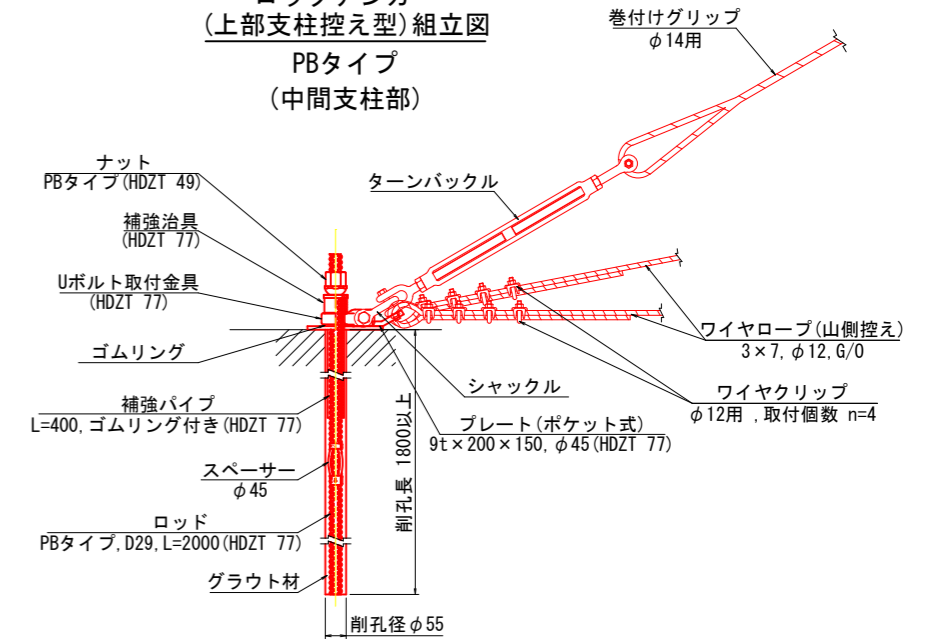 (上部支柱控え型)組立図
PBタイプ
(中間支柱部)
巻付けグリップ
φ14用
ナット
PBタイプ(HDZT 49)
ターンバックル
補強治具
(HDZT 77)
Uボルト取付金具
(HDZT 77)
ゴムリング
ワイヤロープ(山側控え)
3×7, φ12, G/O
シャックル
ワイヤクリップ
φ12用 , 取付個数 n=4
補強パイプ
L=400, ゴムリング付き(HDZT 77)
プレート(ポケット式)
9t×200×150, φ45(HDZT 77)
スペーサー
φ45
削孔長 1800以上
ロッド
PBタイプ, D29, L=2000(HDZT 77)
グラウト材
削孔径φ55